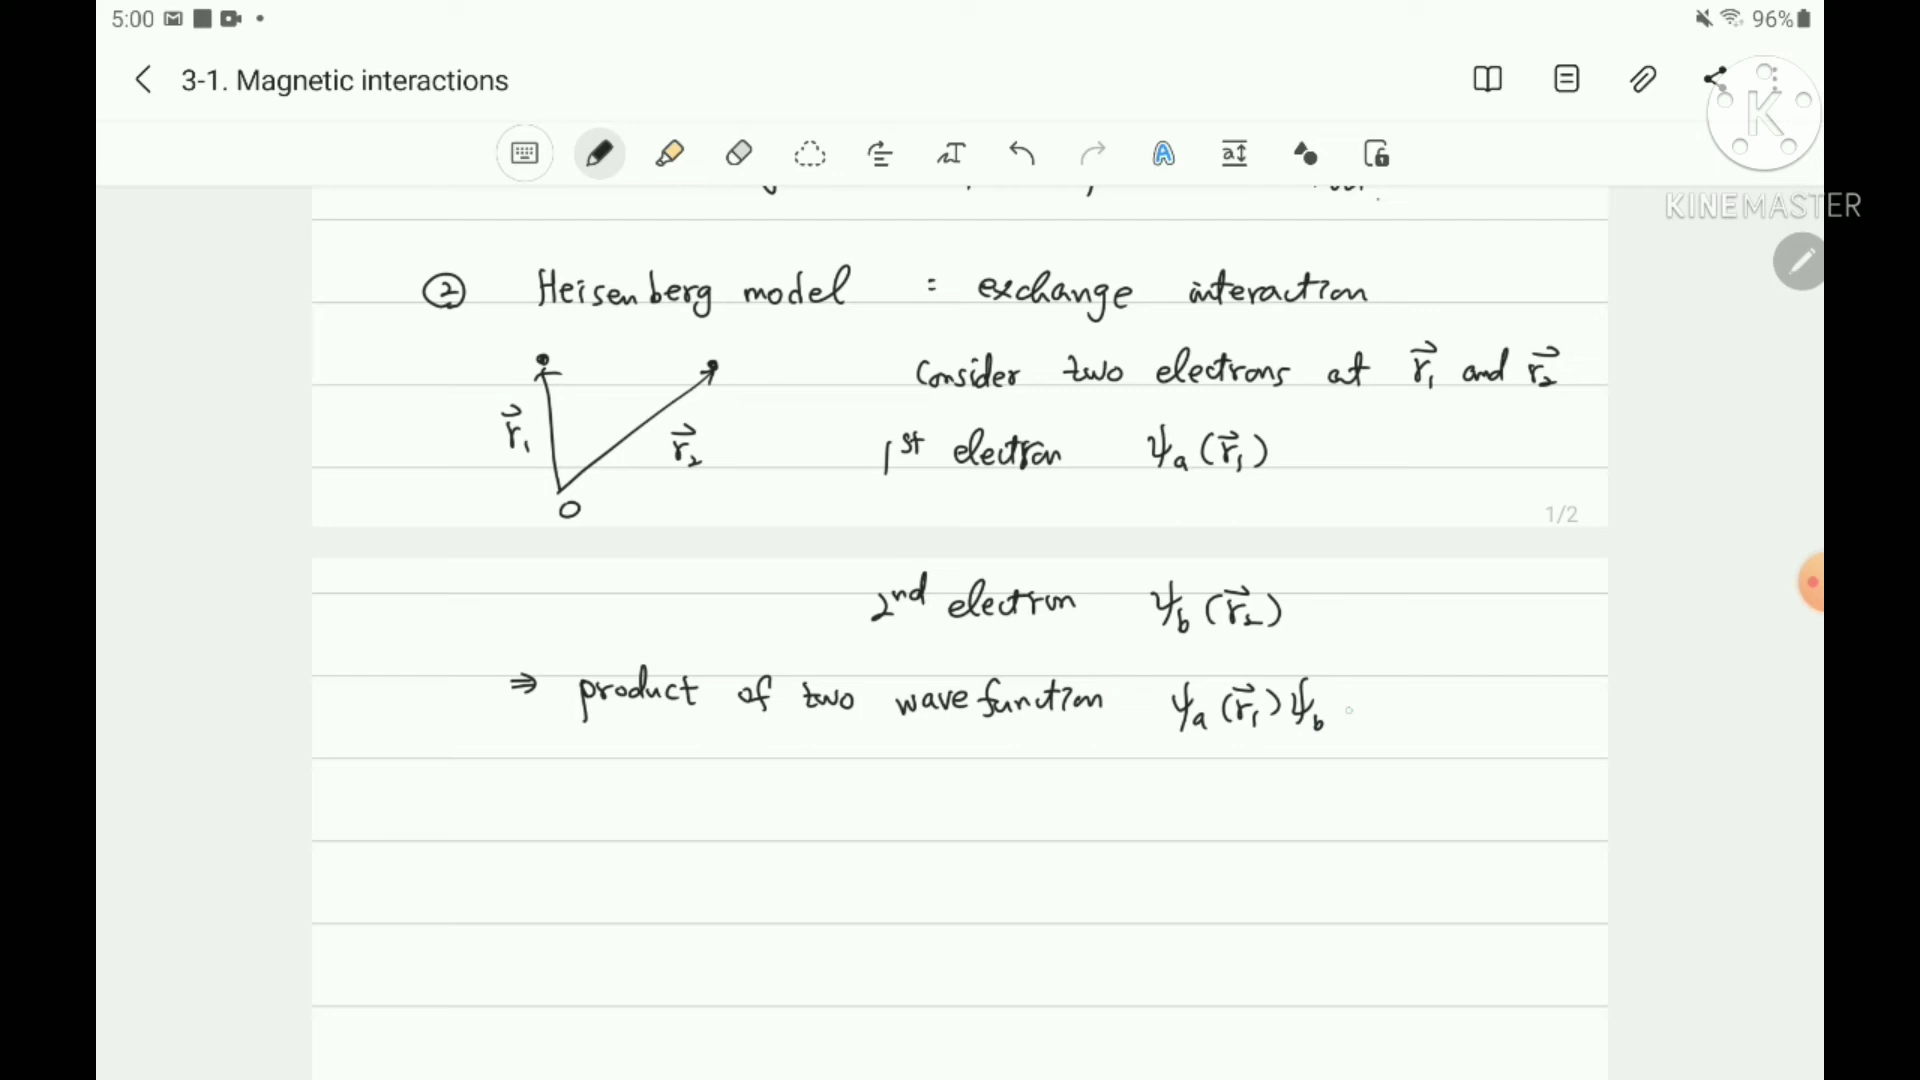 5:00
96%
3-1. Magnetic interactions
KINEMASTER
② Heisenberg model : exchange interaction
Consider two electrons at r⃗₁ and r⃗₂
r⃗₁
r⃗₂
O
1st electron ψₐ(r⃗₁)
1/2
2nd electron ψ_b(r⃗₂)
⇒ product of two wave function ψₐ(r⃗₁)ψ_b